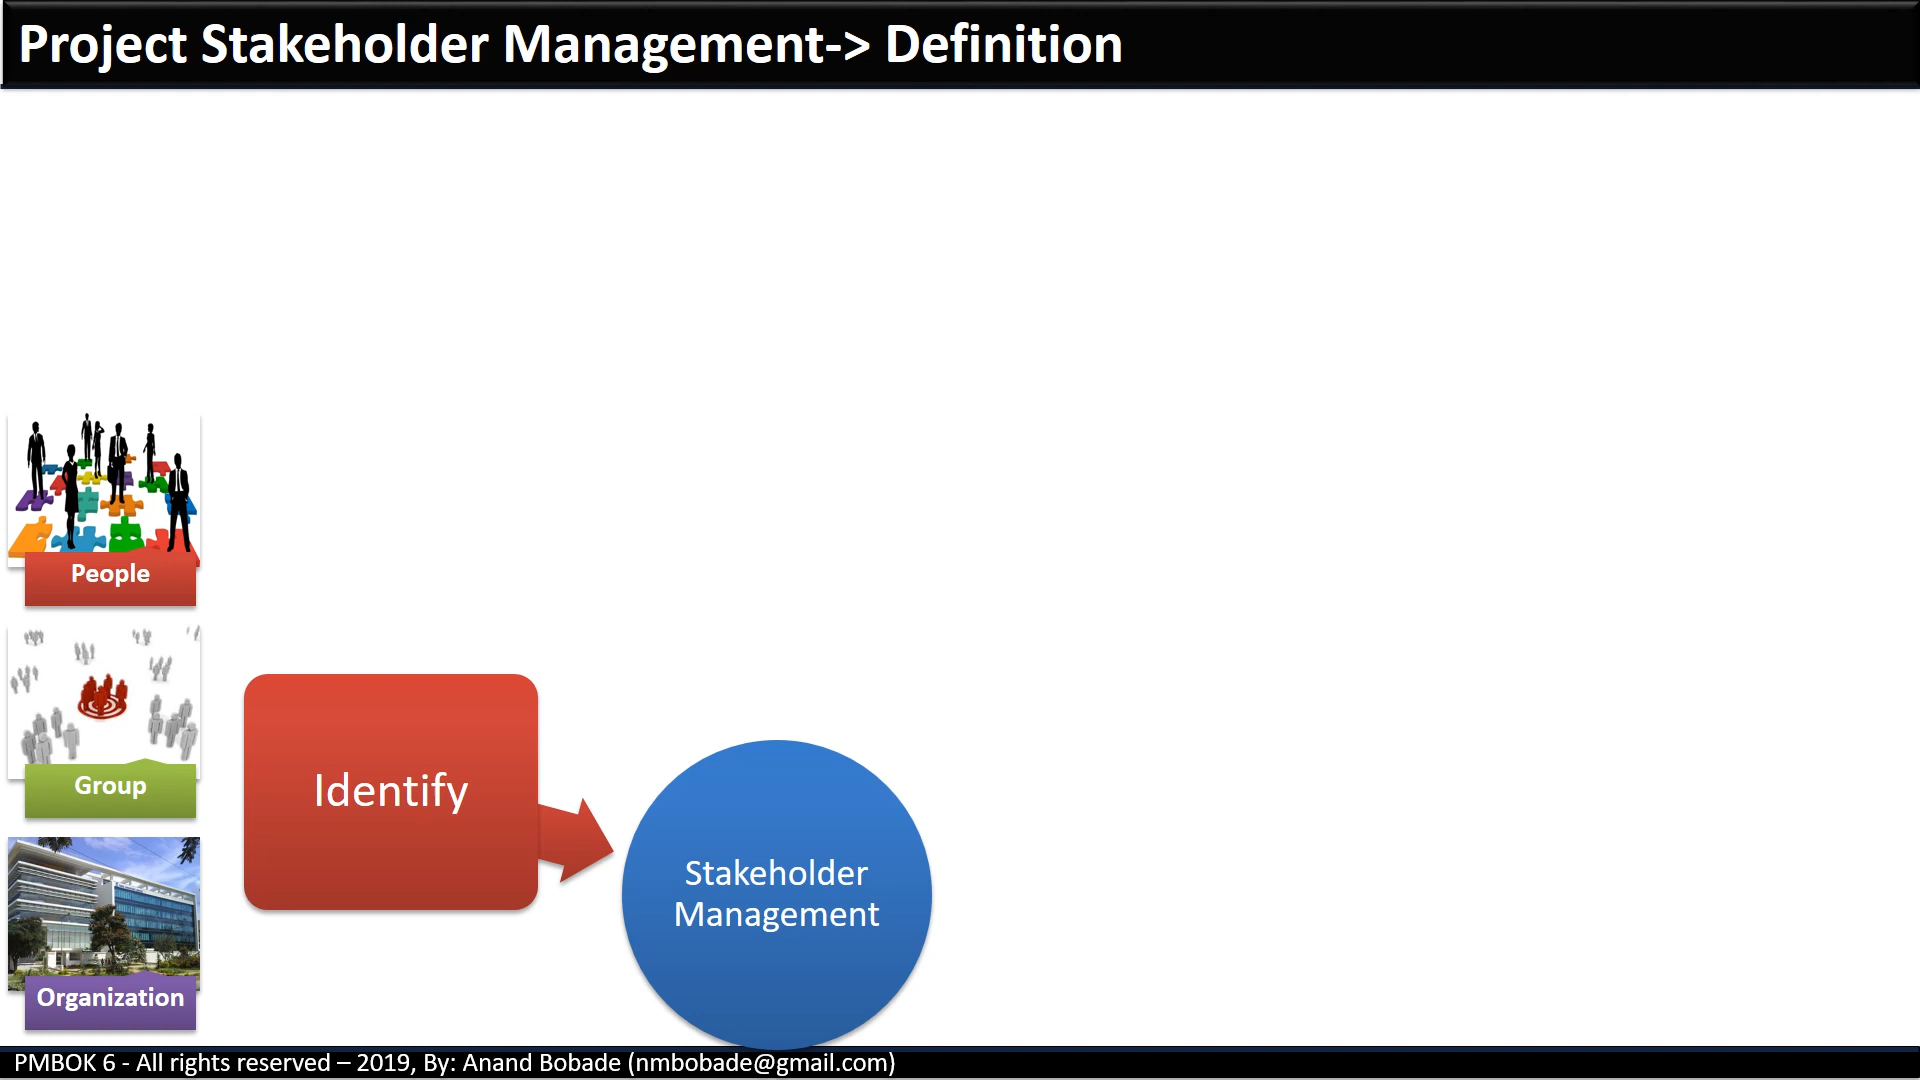 Project Stakeholder Management-> Definition
People
Group
Organization
Identify
Stakeholder
Management
PMBOK 6 - All rights reserved – 2019, By: Anand Bobade (nmbobade@gmail.com)